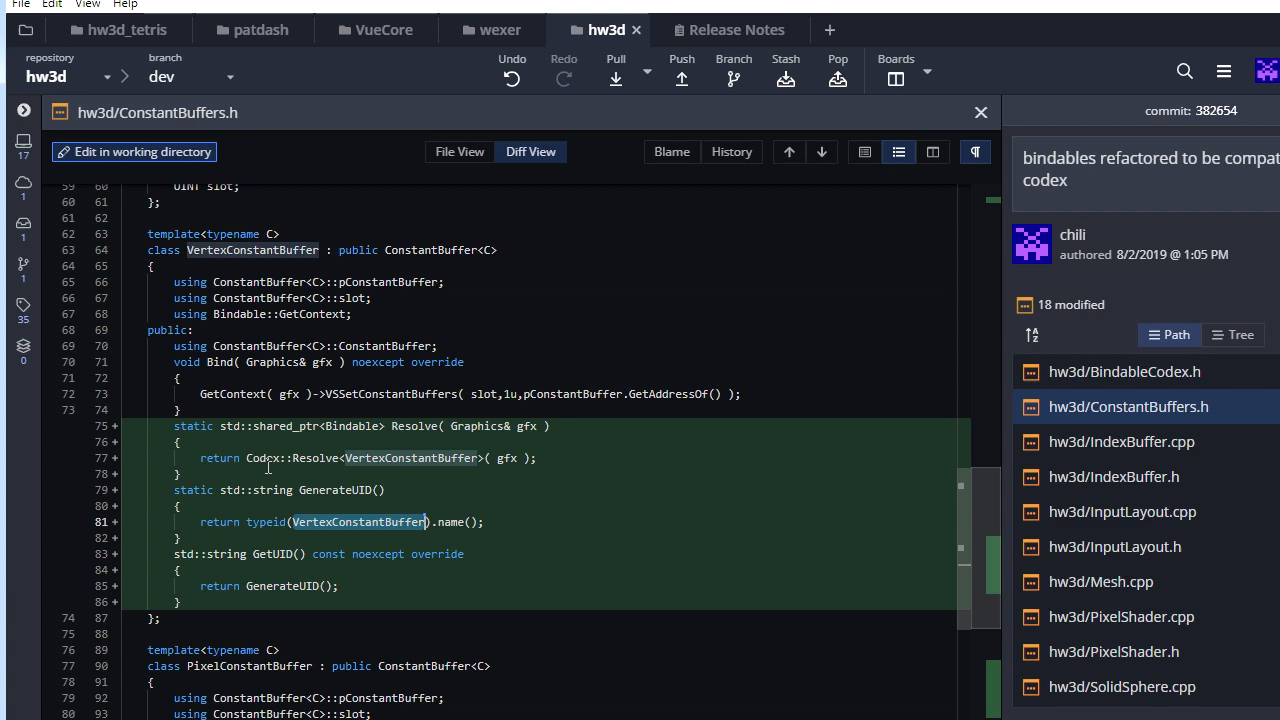 File Edit View Help
hw3d_tetris patdash VueCore wexer hw3d Release Notes
repository branch
hw3d dev
Undo Redo Pull Push Branch Stash Pop Boards
hw3d/ConstantBuffers.h
commit: 382654
Edit in working directory File View Diff View Blame History
bindables refactored to be compat
codex
chili
authored 8/2/2019 @ 1:05 PM
18 modified
Path Tree
hw3d/BindableCodex.h
hw3d/ConstantBuffers.h
hw3d/IndexBuffer.cpp
hw3d/IndexBuffer.h
hw3d/InputLayout.cpp
hw3d/InputLayout.h
hw3d/Mesh.cpp
hw3d/PixelShader.cpp
hw3d/PixelShader.h
hw3d/SolidSphere.cpp
17
1
1
1
35
0
59 60 UINT slot;
60 61 };
61 62
62 63 template<typename C>
63 64 class VertexConstantBuffer : public ConstantBuffer<C>
64 65 {
65 66 using ConstantBuffer<C>::pConstantBuffer;
66 67 using ConstantBuffer<C>::slot;
67 68 using Bindable::GetContext;
68 69 public:
69 70 using ConstantBuffer<C>::ConstantBuffer;
70 71 void Bind( Graphics& gfx ) noexcept override
71 72 {
72 73 GetContext( gfx )->VSSetConstantBuffers( slot,1u,pConstantBuffer.GetAddressOf() );
73 74 }
75 + static std::shared_ptr<Bindable> Resolve( Graphics& gfx )
76 + {
77 + return Codex::Resolve<VertexConstantBuffer>( gfx );
78 + }
79 + static std::string GenerateUID()
80 + {
81 + return typeid(VertexConstantBuffer).name();
82 + }
83 + std::string GetUID() const noexcept override
84 + {
85 + return GenerateUID();
86 + }
74 87 };
75 88
76 89 template<typename C>
77 90 class PixelConstantBuffer : public ConstantBuffer<C>
78 91 {
79 92 using ConstantBuffer<C>::pConstantBuffer;
80 93 using ConstantBuffer<C>::slot;